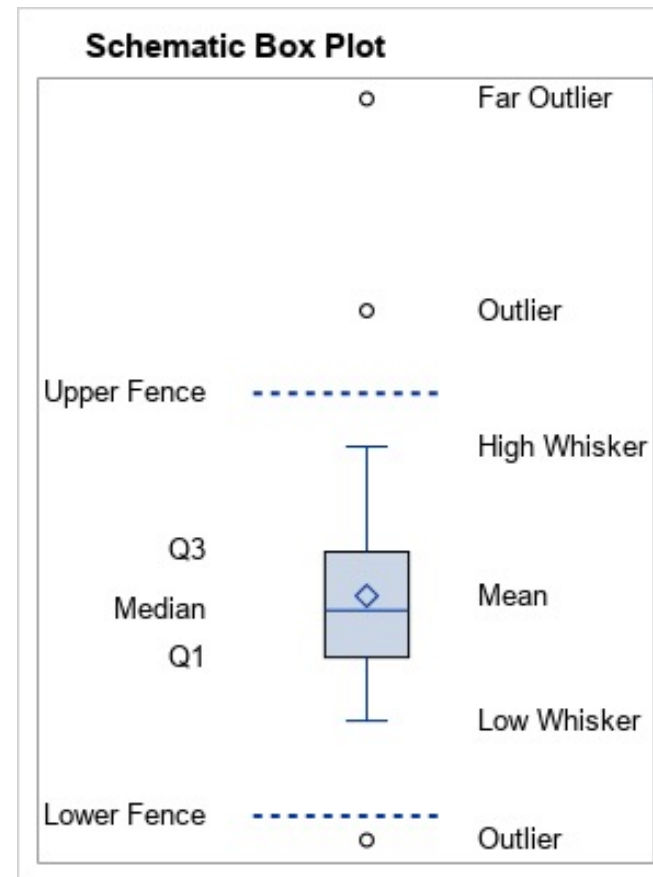 Schematic Box Plot
Far Outlier
Outlier
Upper Fence
High Whisker
Q3
Mean
Median
Q1
Low Whisker
Lower Fence
Outlier